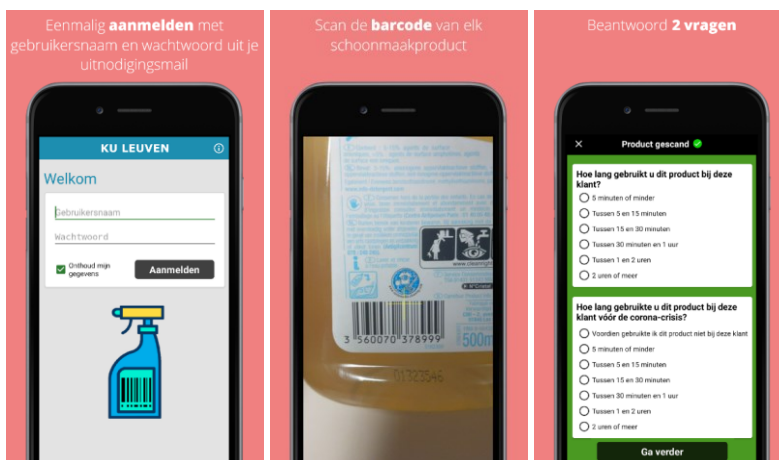 Eenmalig aanmelden met
gebruikersnaam en wachtwoord uit je
uitnodigingsmail
KU LEUVEN
Welkom
Gebruikersnaam
Wachtwoord
Onthoud mijn
gegevens
Aanmelden
Scan de barcode van elk
schoonmaakproduct
3 560070 378999
500m
01323546
Beantwoord 2 vragen
Product gescand
Hoe lang gebruikt u dit product bij deze
klant?
5 minuten of minder
Tussen 5 en 15 minuten
Tussen 15 en 30 minuten
Tussen 30 minuten en 1 uur
Tussen 1 en 2 uren
2 uren of meer
Hoe lang gebruikte u dit product bij deze
klant vóór de corona-crisis?
Voordien gebruikte ik dit product niet bij deze klant
5 minuten of minder
Tussen 5 en 15 minuten
Tussen 15 en 30 minuten
Tussen 30 minuten en 1 uur
Tussen 1 en 2 uren
2 uren of meer
Ga verder